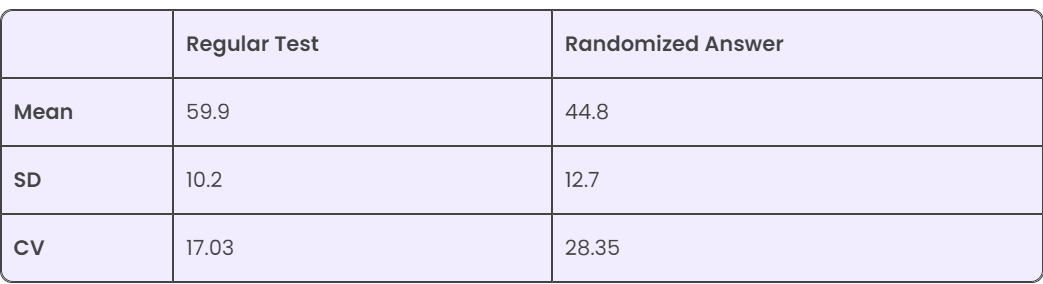 Regular Test Randomized Answer
Mean 59.9 44.8
SD 10.2 12.7
CV 17.03 28.35